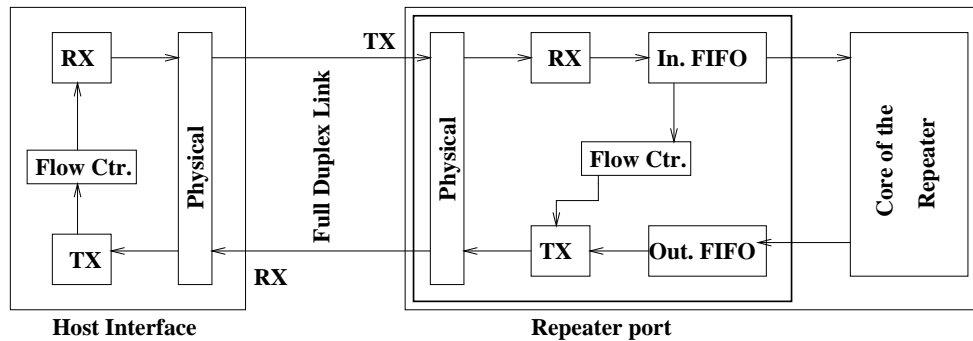 RX
Flow Ctr.
TX
Physical
Host Interface
TX
Full Duplex Link
RX
Physical
RX
In. FIFO
Flow Ctr.
TX
Out. FIFO
Repeater port
Core of the
Repeater